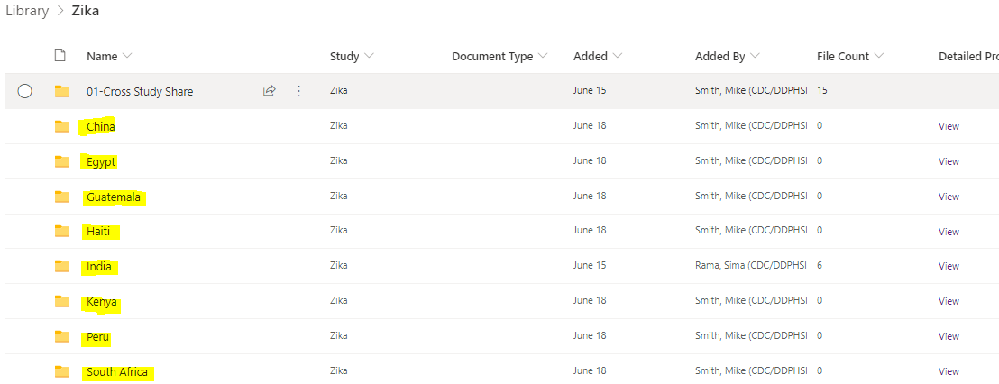 Library > Zika
Name Study Document Type Added Added By File Count Detailed Pro
01-Cross Study Share Zika June 15 Smith, Mike (CDC/DDPHSI 15
China Zika June 18 Smith, Mike (CDC/DDPHSI 0 View
Egypt Zika June 18 Smith, Mike (CDC/DDPHSI 0 View
Guatemala Zika June 18 Smith, Mike (CDC/DDPHSI 0 View
Haiti Zika June 18 Smith, Mike (CDC/DDPHSI 0 View
India Zika June 15 Rama, Sima (CDC/DDPHSI 6 View
Kenya Zika June 18 Smith, Mike (CDC/DDPHSI 0 View
Peru Zika June 18 Smith, Mike (CDC/DDPHSI 0 View
South Africa Zika June 18 Smith, Mike (CDC/DDPHSI 0 View